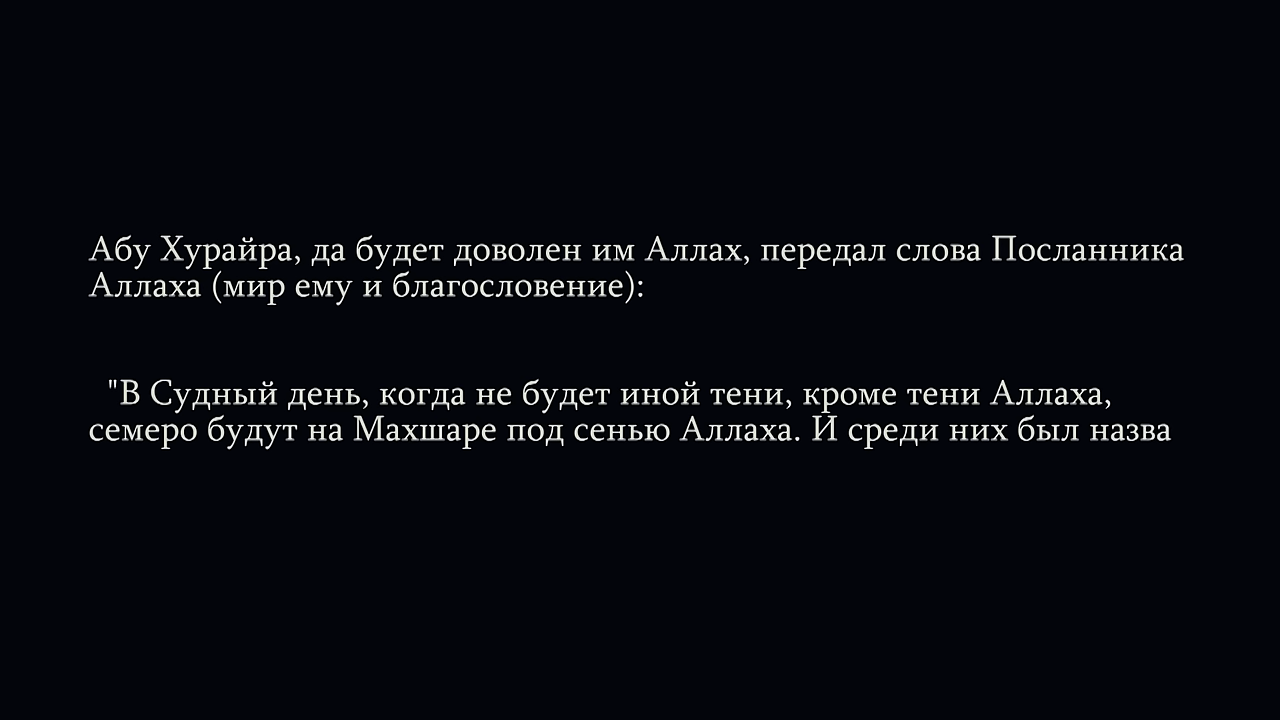 Абу Хурайра, да будет доволен им Аллах, передал слова Посланника
Аллаха (мир ему и благословение):
"В Судный день, когда не будет иной тени, кроме тени Аллаха,
семеро будут на Махшаре под сенью Аллаха. И среди них был назва